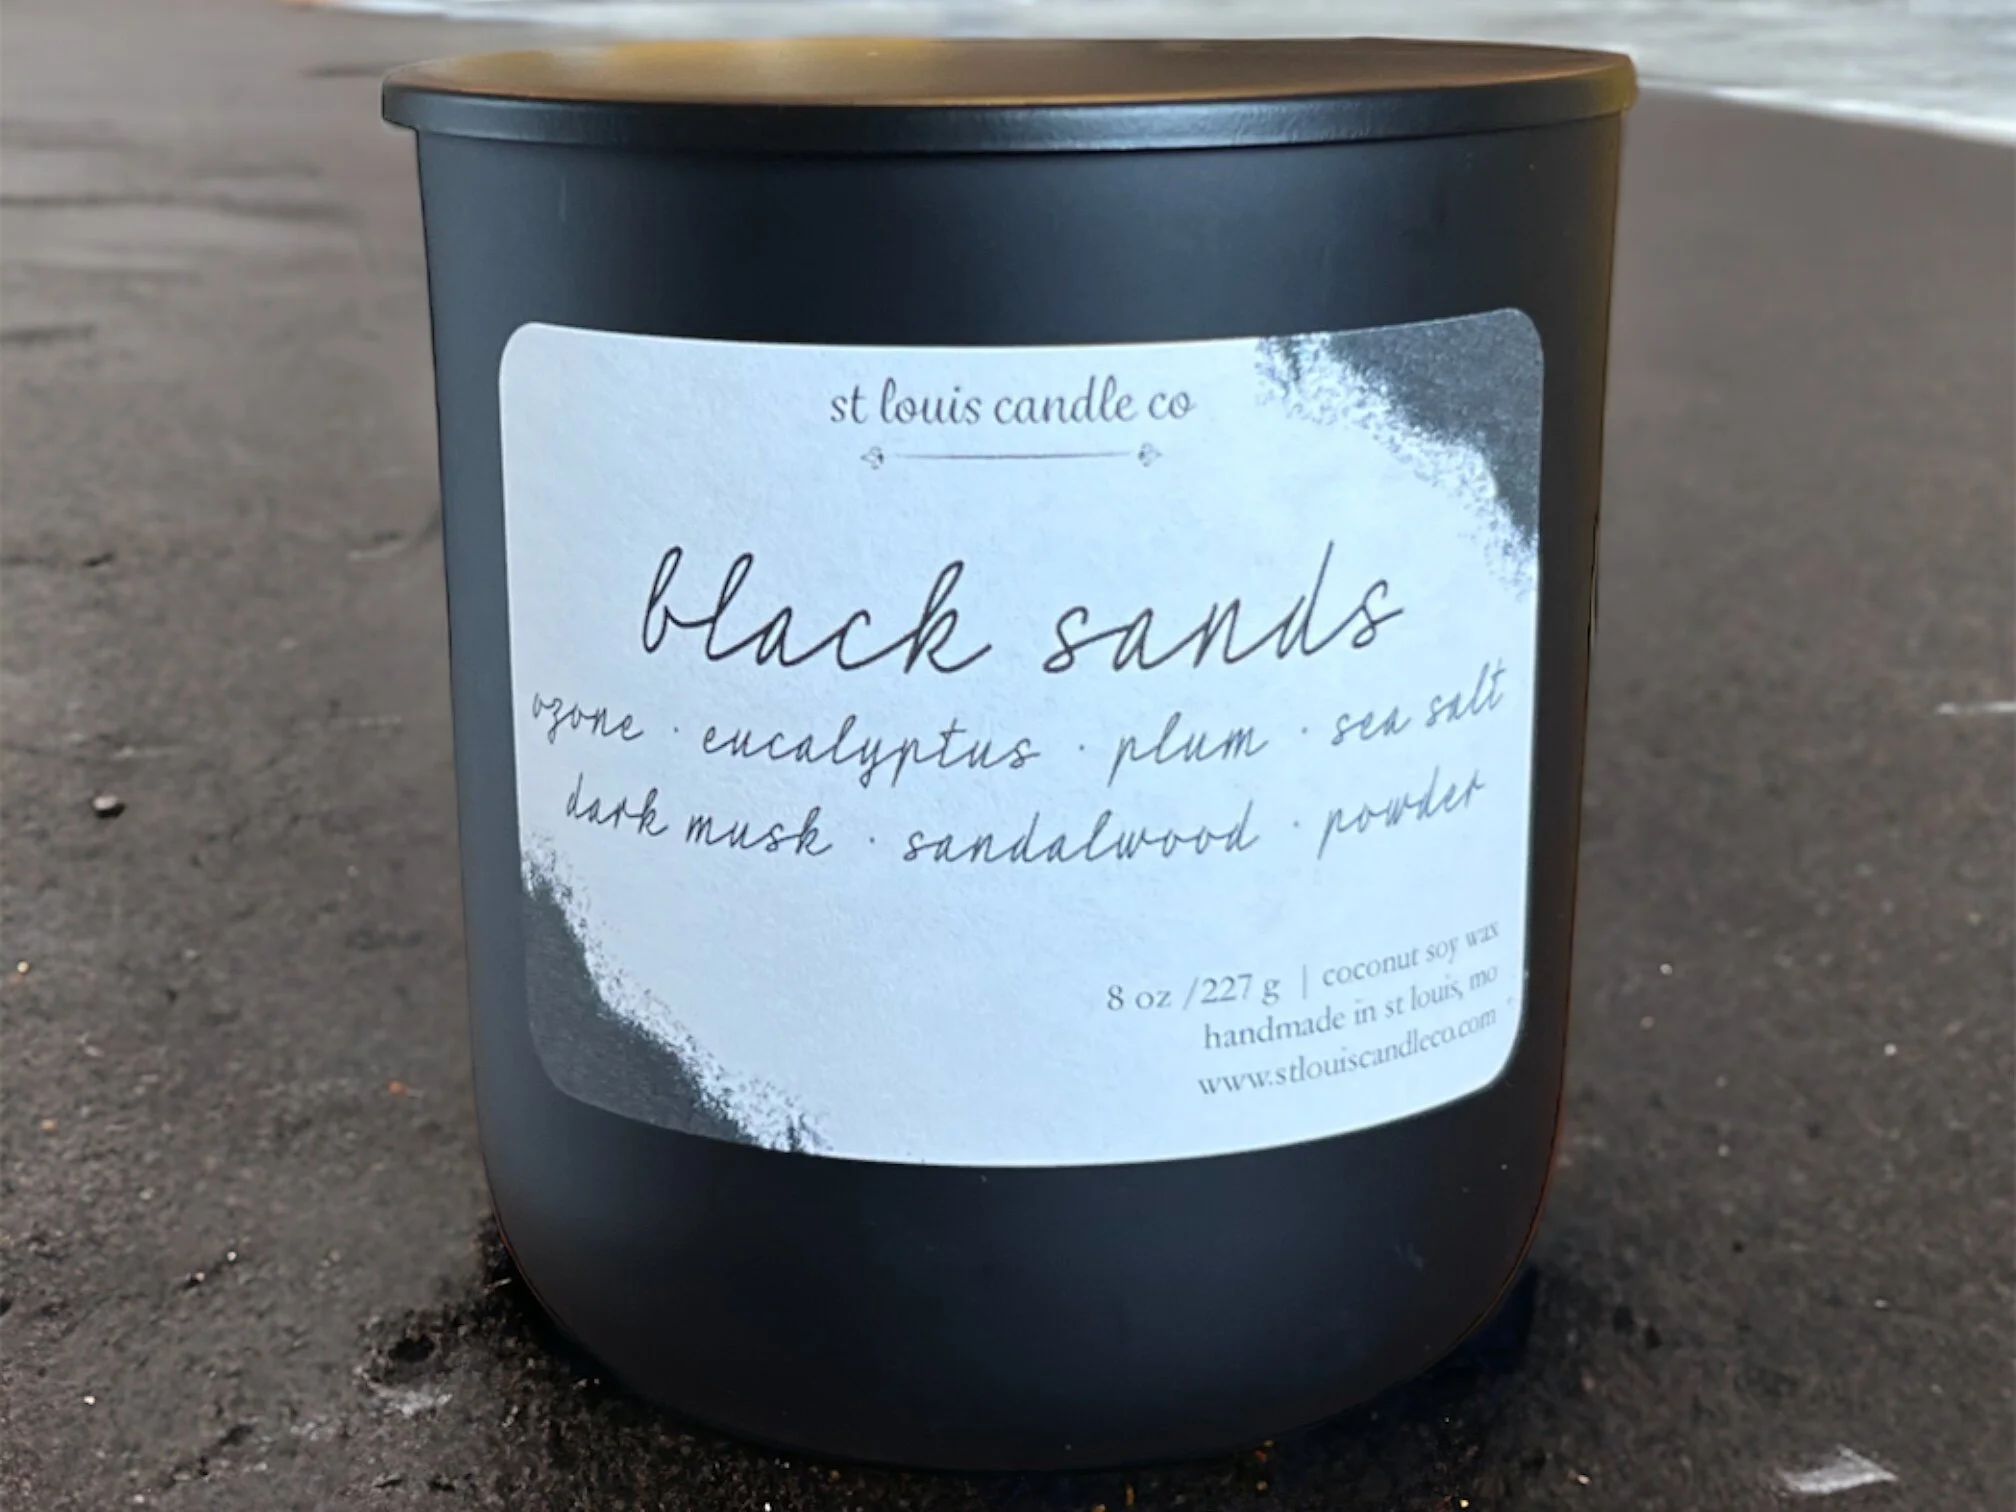 st louis candle co
black sands
ozone · eucalyptus · plum · sea salt
dark musk · sandalwood · powder
8 oz /227 g | coconut soy wax
handmade in st louis, mo
www.stlouiscandleco.com